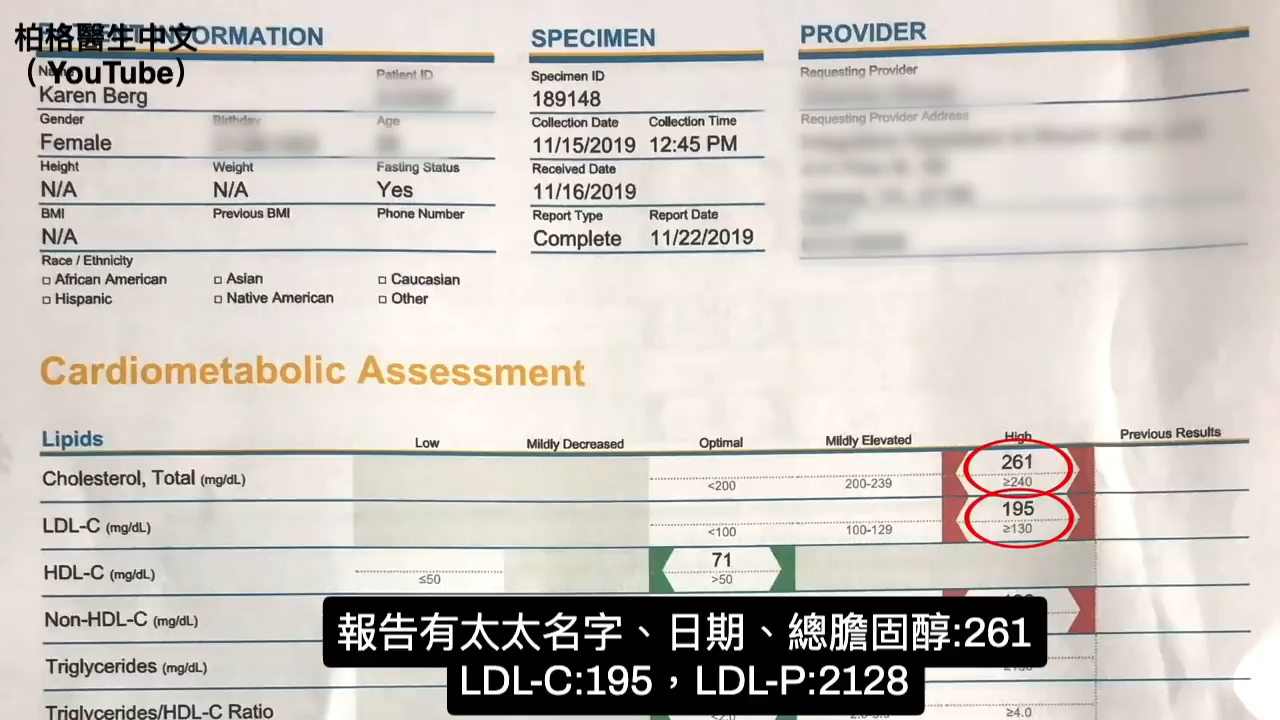 柏格醫生中文
（YouTube）
PATIENT INFORMATION
Name
Karen Berg
Patient ID
Gender
Female
Birthday
Age
Height
N/A
Weight
N/A
Fasting Status
Yes
BMI
N/A
Previous BMI
Phone Number
Race / Ethnicity
African American
Asian
Caucasian
Hispanic
Native American
Other
SPECIMEN
Specimen ID
189148
Collection Date Collection Time
11/15/2019 12:45 PM
Received Date
11/16/2019
Report Type Report Date
Complete 11/22/2019
PROVIDER
Requesting Provider
Requesting Provider Address
Cardiometabolic Assessment
Lipids Low Mildly Decreased Optimal Mildly Elevated High Previous Results
Cholesterol, Total (mg/dL) 261
<200 200-239 ≥240
LDL-C (mg/dL) 195
<100 100-129 ≥130
HDL-C (mg/dL) 71
≤50 >50
Non-HDL-C (mg/dL)
Triglycerides (mg/dL)
Triglycerides/HDL-C Ratio ≥4.0
報告有太太名字、日期、總膽固醇:261
LDL-C:195，LDL-P:2128